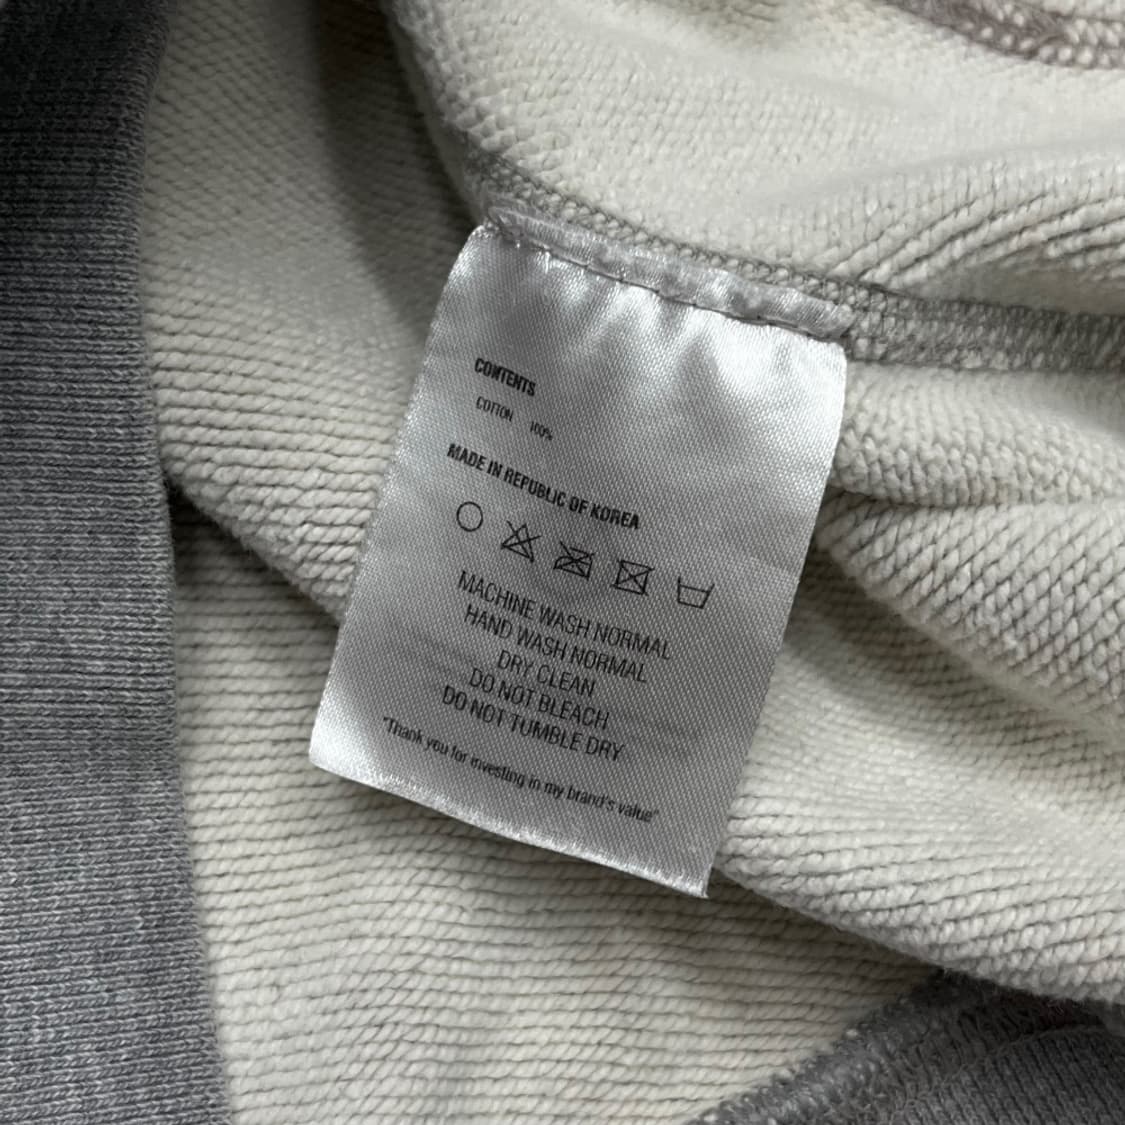 CONTENTS
COTTON 100%
MADE IN REPUBLIC OF KOREA
MACHINE WASH NORMAL
HAND WASH NORMAL
DRY CLEAN
DO NOT BLEACH
DO NOT TUMBLE DRY
"Thank you for investing in my brand's value"